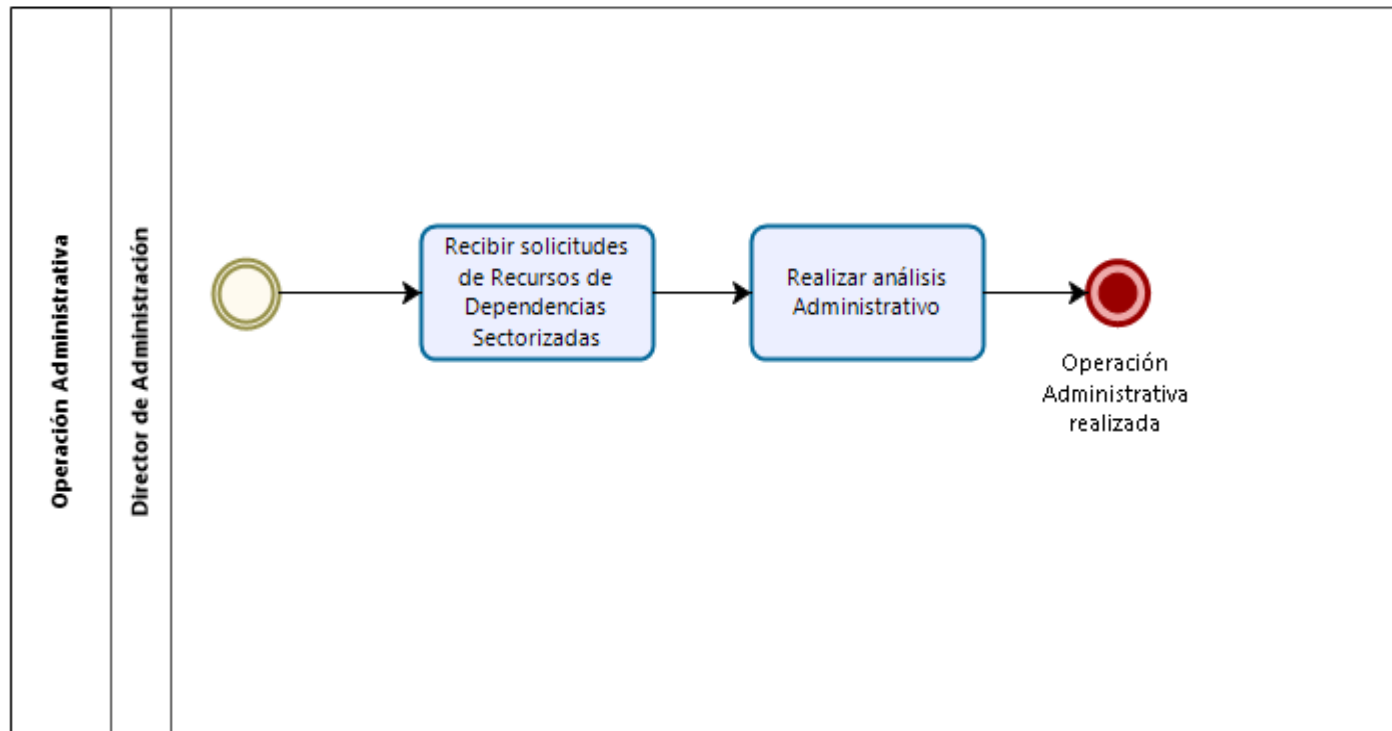 Operación Administrativa
Director de Administración
Recibir solicitudes
de Recursos de
Dependencias
Sectorizadas
Realizar análisis
Administrativo
Operación
Administrativa
realizada